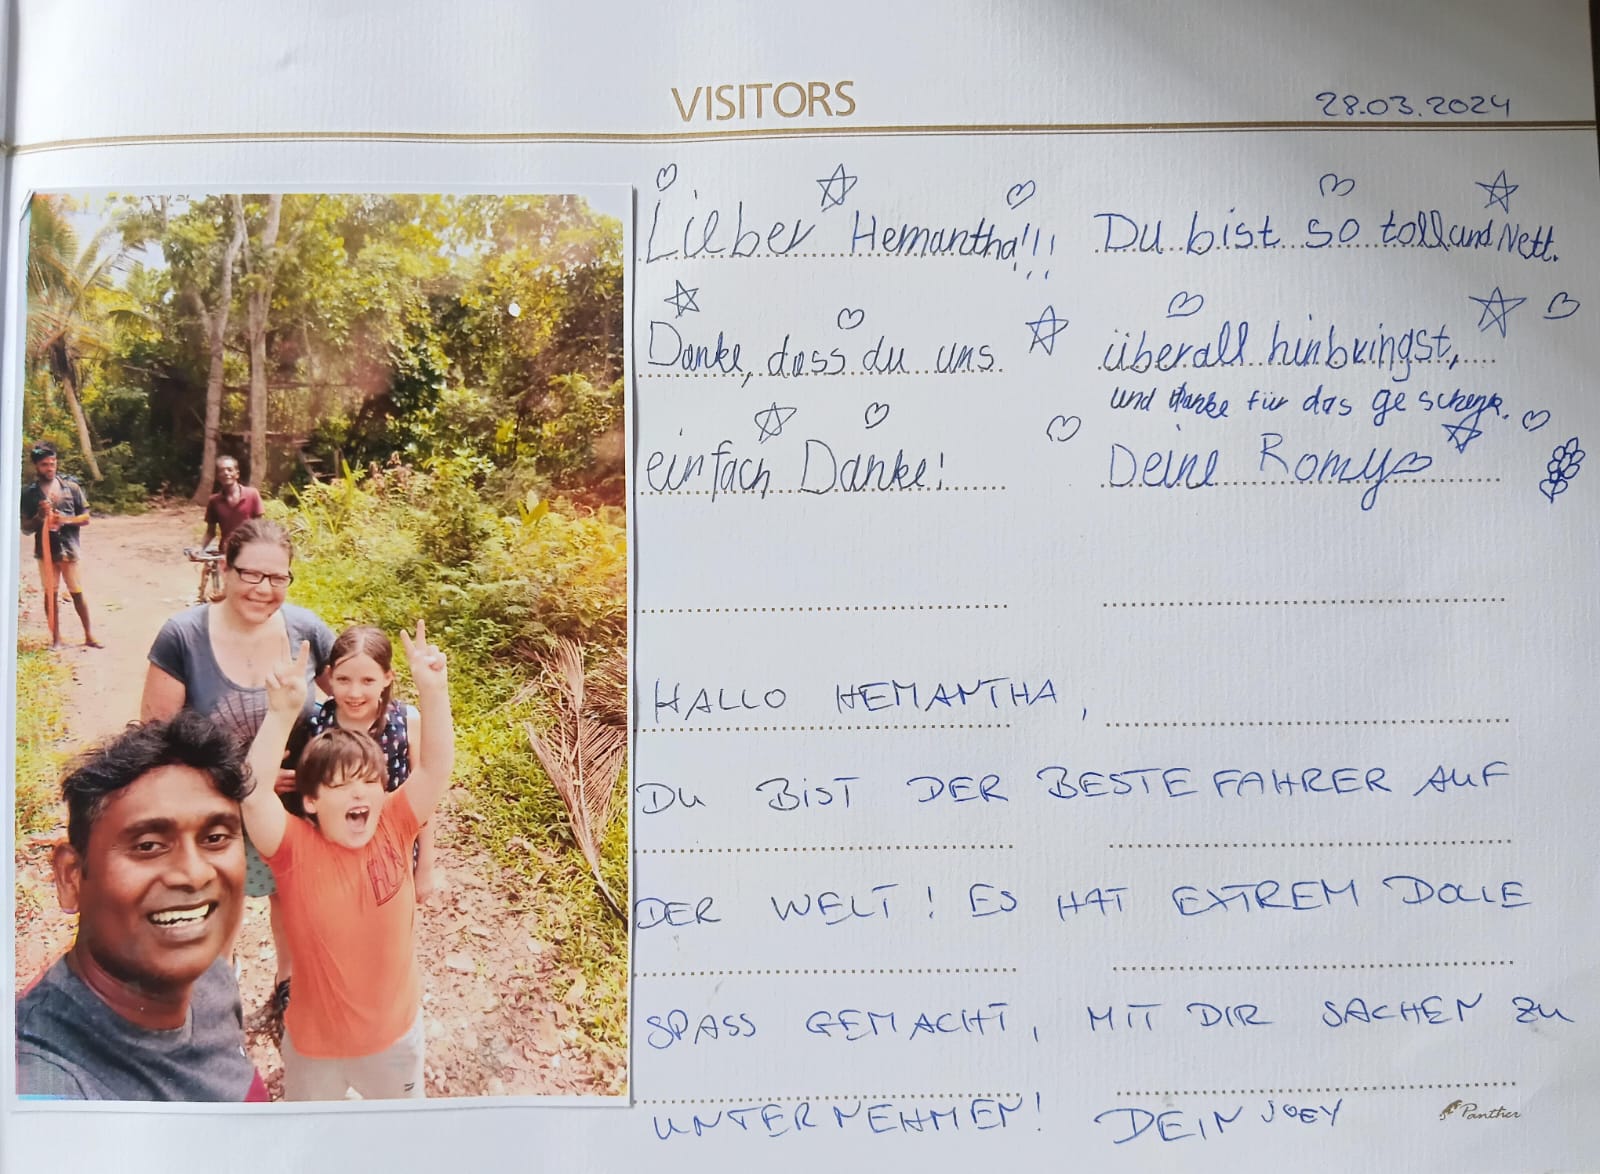 VISITORS
28.03.2024
Lieber Hemantha!!! Du bist so toll und Nett.
Danke, dass du uns überall hinbringst,
und Danke für das geschenk.
einfach Danke! Deine Romy
HALLO HEMANTHA,
DU BIST DER BESTE FAHRER AUF
DER WELT! ES HAT EXTREM DOLLE
SPASS GEMACHT, MIT DIR SACHEN ZU
UNTERNEHMEN! DEIN JOEY
Panther